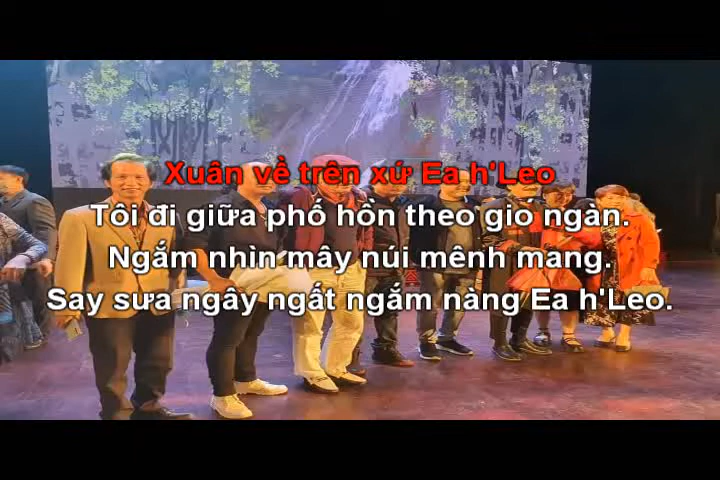 Xuân về trên xứ Ea h'Leo
Tôi đi giữa phố hồn theo gió ngàn.
Ngắm nhìn mây núi mênh mang.
Say sưa ngây ngất ngắm nàng Ea h'Leo.